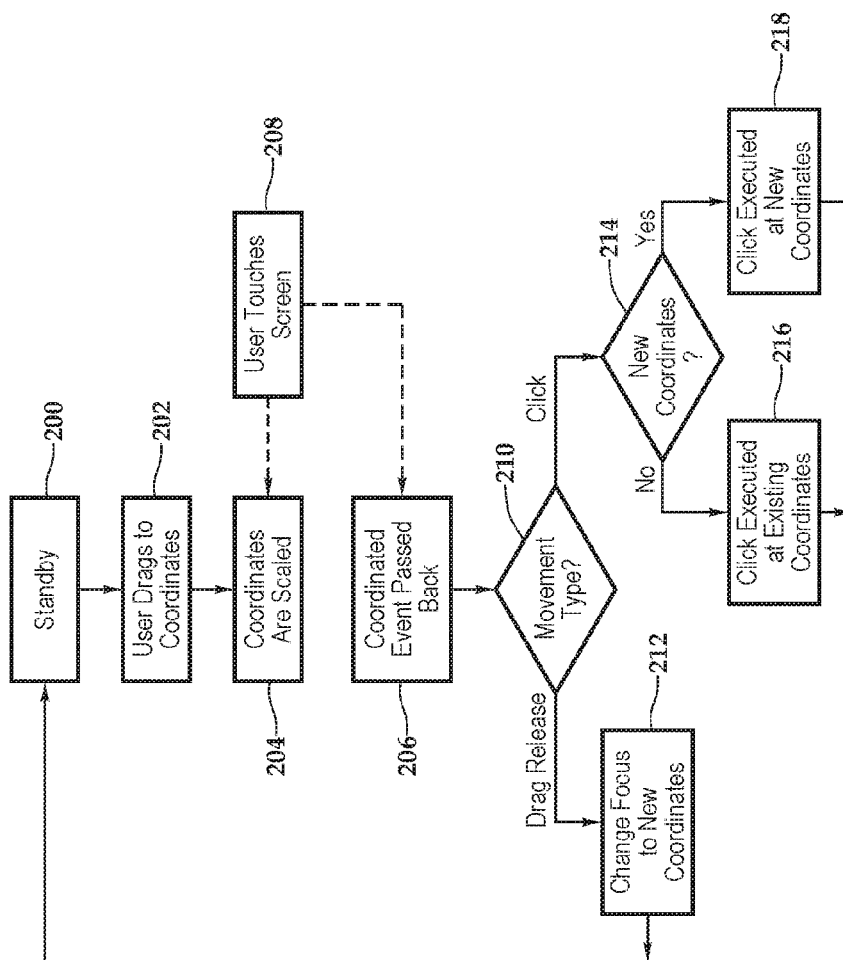 Standby
200
User Drags to
Coordinates
202
Coordinates
Are Scaled
204
User Touches
Screen
208
Coordinated
Event Passed
Back
206
Movement
Type?
210
Drag Release
Click
Change Focus
to New
Coordinates
212
New
Coordinates
?
214
No
Yes
Click Executed
at Existing
Coordinates
216
Click Executed
at New
Coordinates
218